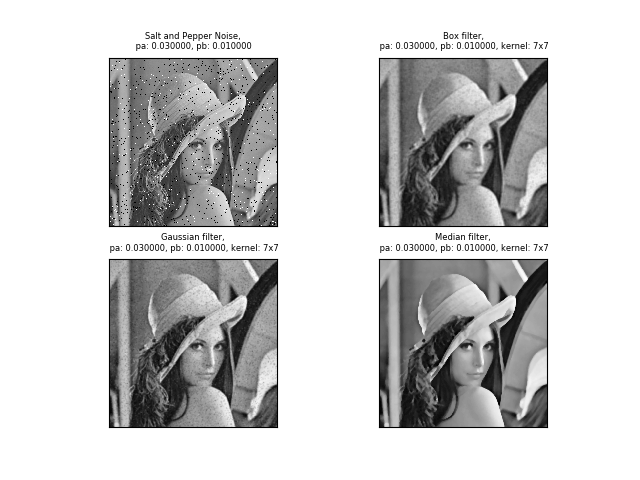 Salt and Pepper Noise,
pa: 0.030000, pb: 0.010000
Box filter,
pa: 0.030000, pb: 0.010000, kernel: 7x7
Gaussian filter,
pa: 0.030000, pb: 0.010000, kernel: 7x7
Median filter,
pa: 0.030000, pb: 0.010000, kernel: 7x7